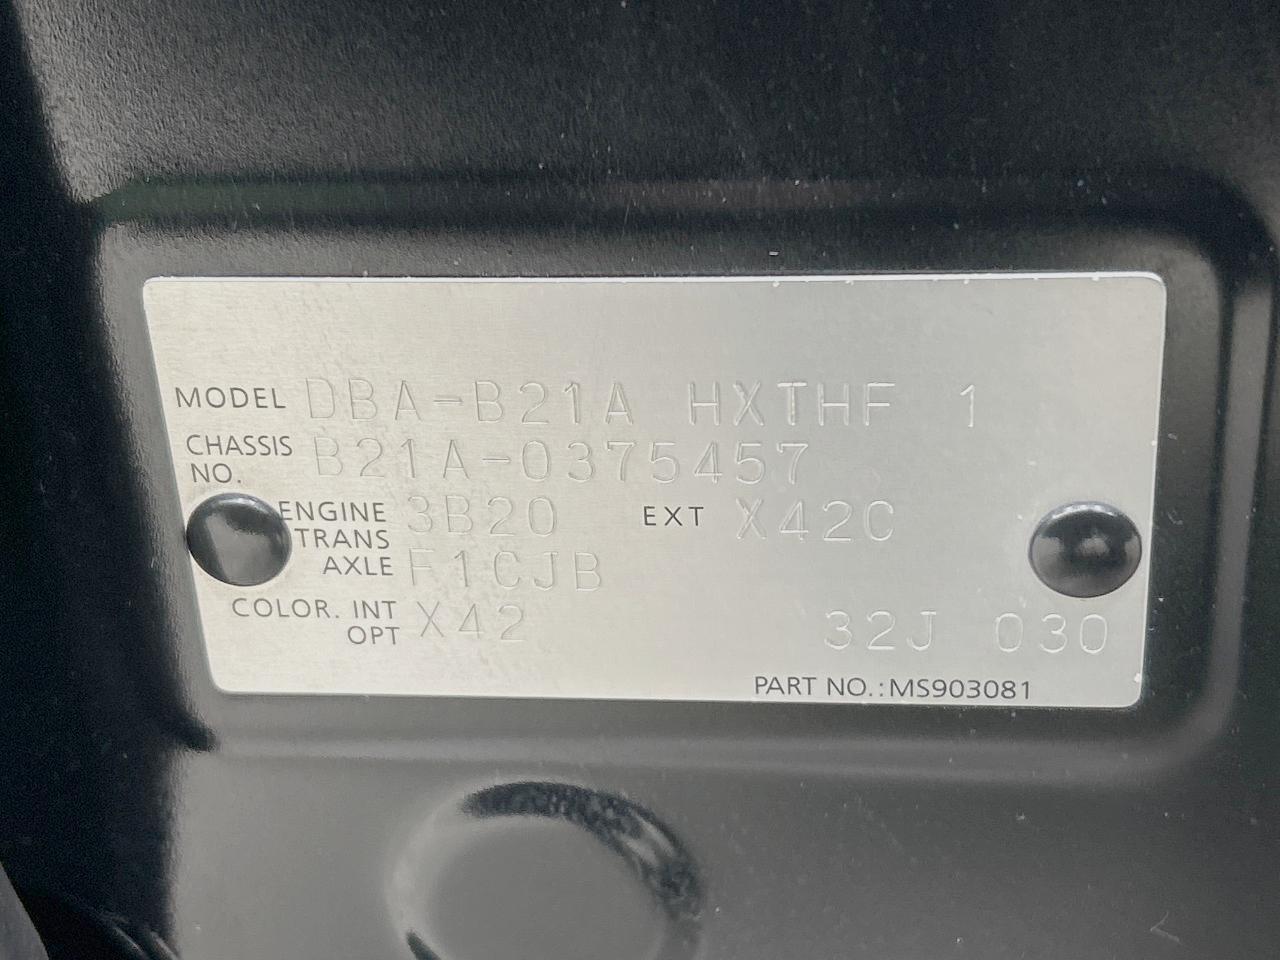 MODEL DBA-B21A HXTHF 1
CHASSIS NO. B21A-0375457
ENGINE 3B20 EXT X42C
TRANS AXLE F1CJB
COLOR. INT OPT X42 32J 030
PART NO.:MS903081